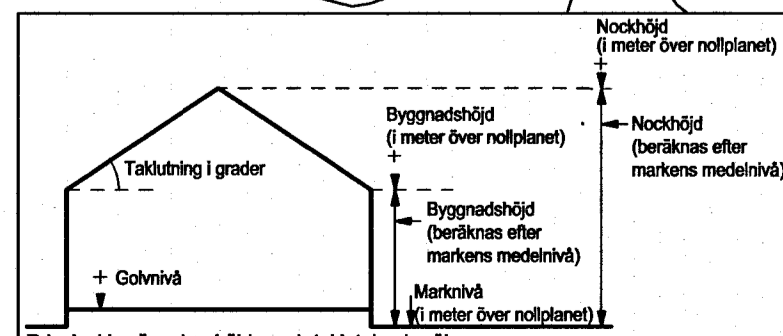 Nockhöjd
(i meter över nollplanet)
+
Byggnadshöjd
(i meter över nollplanet)
+
Nockhöjd
(beräknas efter
markens medelnivå)
Taklutning i grader
Byggnadshöjd
(beräknas efter
markens medelnivå)
+ Golvnivå
Marknivå
(i meter över nollplanet)